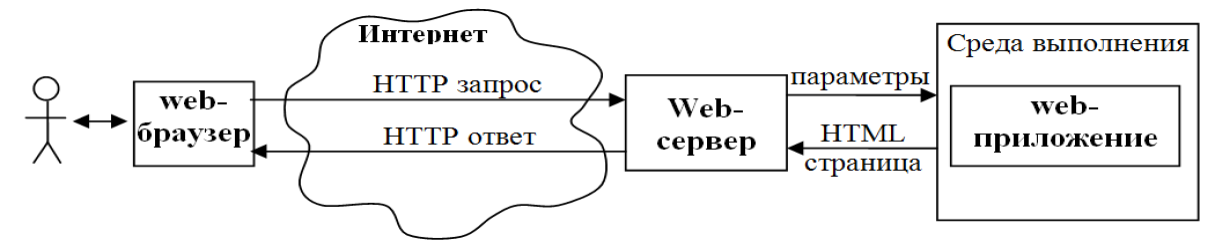 Интернет
HTTP запрос
HTTP ответ
web-
браузер
Web-
сервер
параметры
HTML
страница
Среда выполнения
web-
приложение